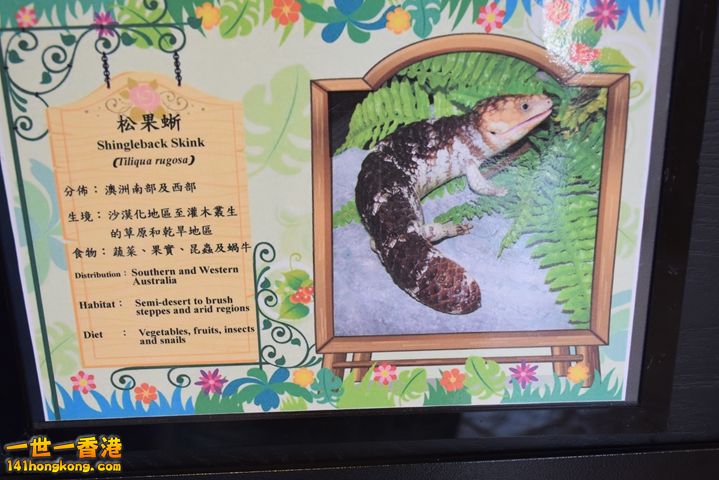 松果蜥
Shingleback Skink
(Tiliqua rugosa)
分佈：澳洲南部及西部
生境：沙漠化地區至灌木叢生
的草原和乾旱地區
食物：蔬菜、果實、昆蟲及蝸牛
Distribution： Southern and Western
Australia
Habitat： Semi-desert to brush
steppes and arid regions
Diet ： Vegetables, fruits, insects
and snails
一世一香港
141hongkong.com